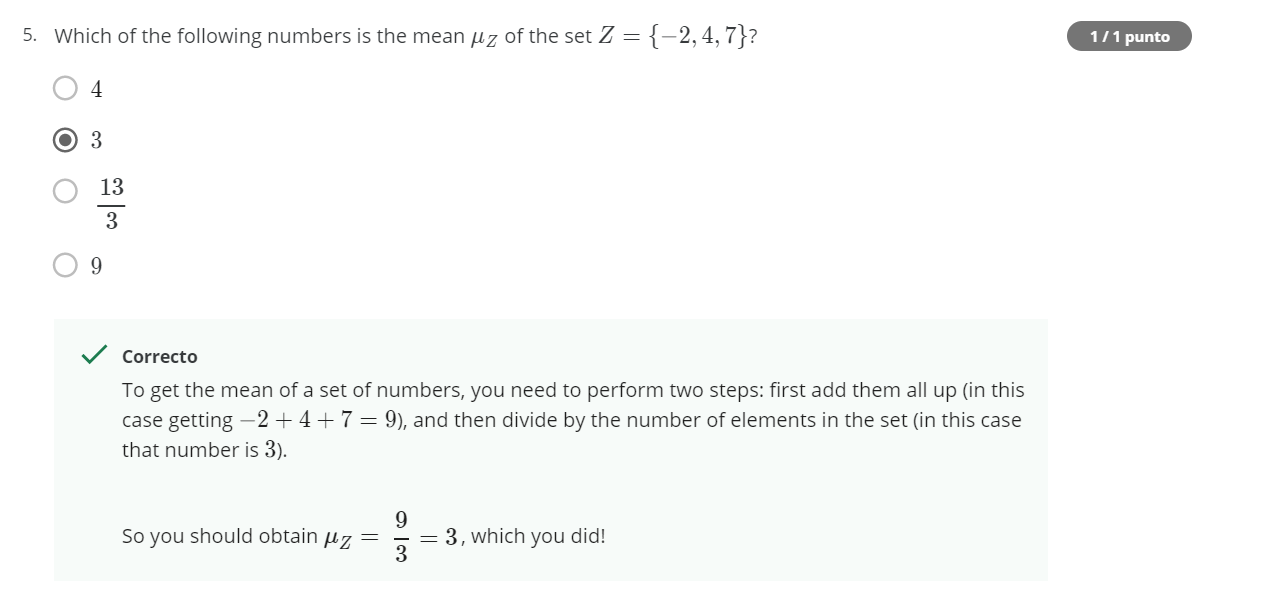 5. Which of the following numbers is the mean μ_Z of the set Z = {−2, 4, 7}?
1 / 1 punto
4
3
13/3
9
Correcto
To get the mean of a set of numbers, you need to perform two steps: first add them all up (in this
case getting −2 + 4 + 7 = 9), and then divide by the number of elements in the set (in this case
that number is 3).
So you should obtain μ_Z = 9/3 = 3, which you did!